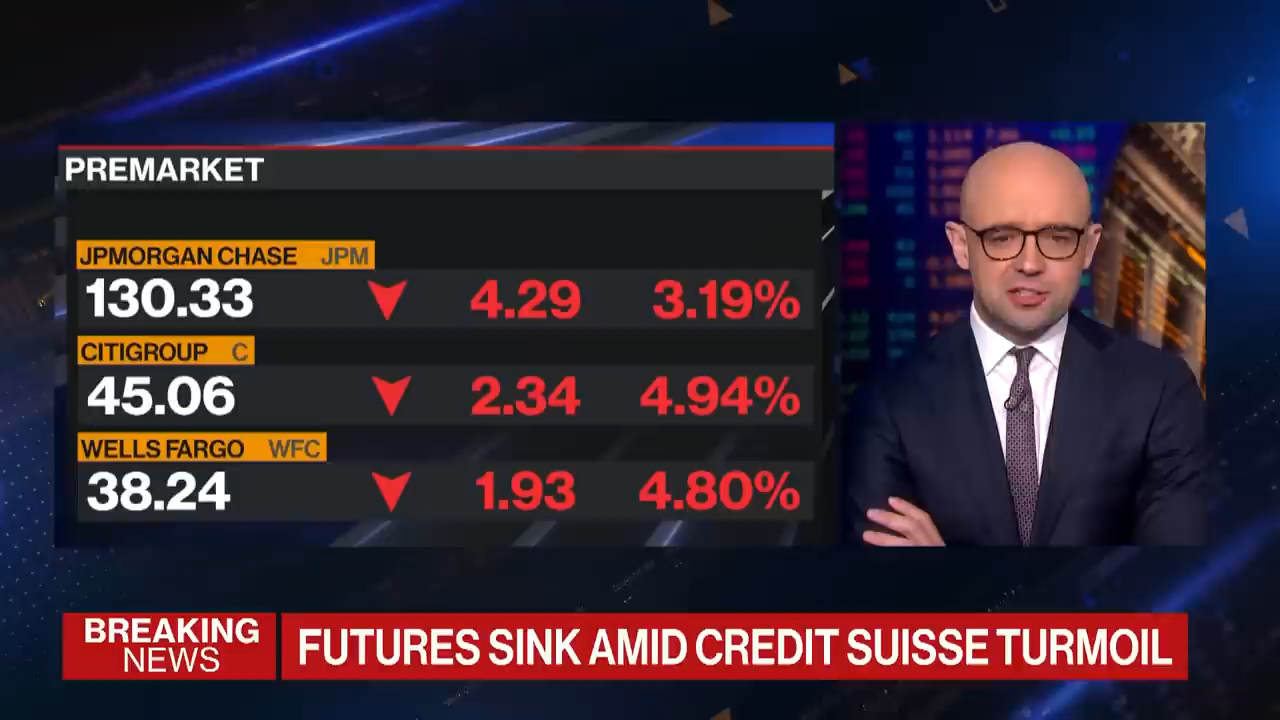 PREMARKET
JPMORGAN CHASE JPM
130.33 4.29 3.19%
CITIGROUP C
45.06 2.34 4.94%
WELLS FARGO WFC
38.24 1.93 4.80%
BREAKING
NEWS
FUTURES SINK AMID CREDIT SUISSE TURMOIL